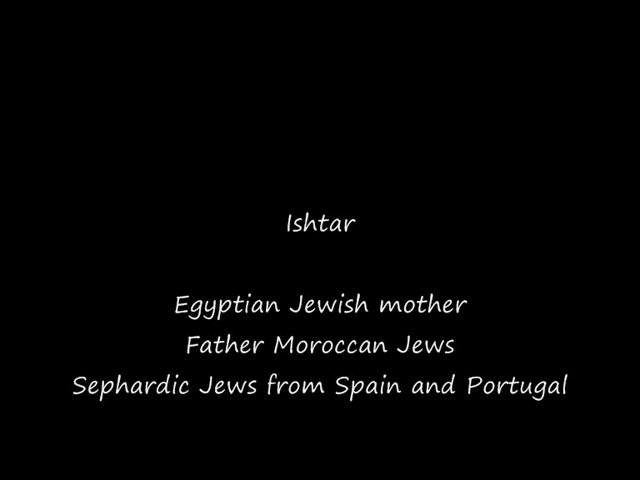 Ishtar
Egyptian Jewish mother
Father Moroccan Jews
Sephardic Jews from Spain and Portugal